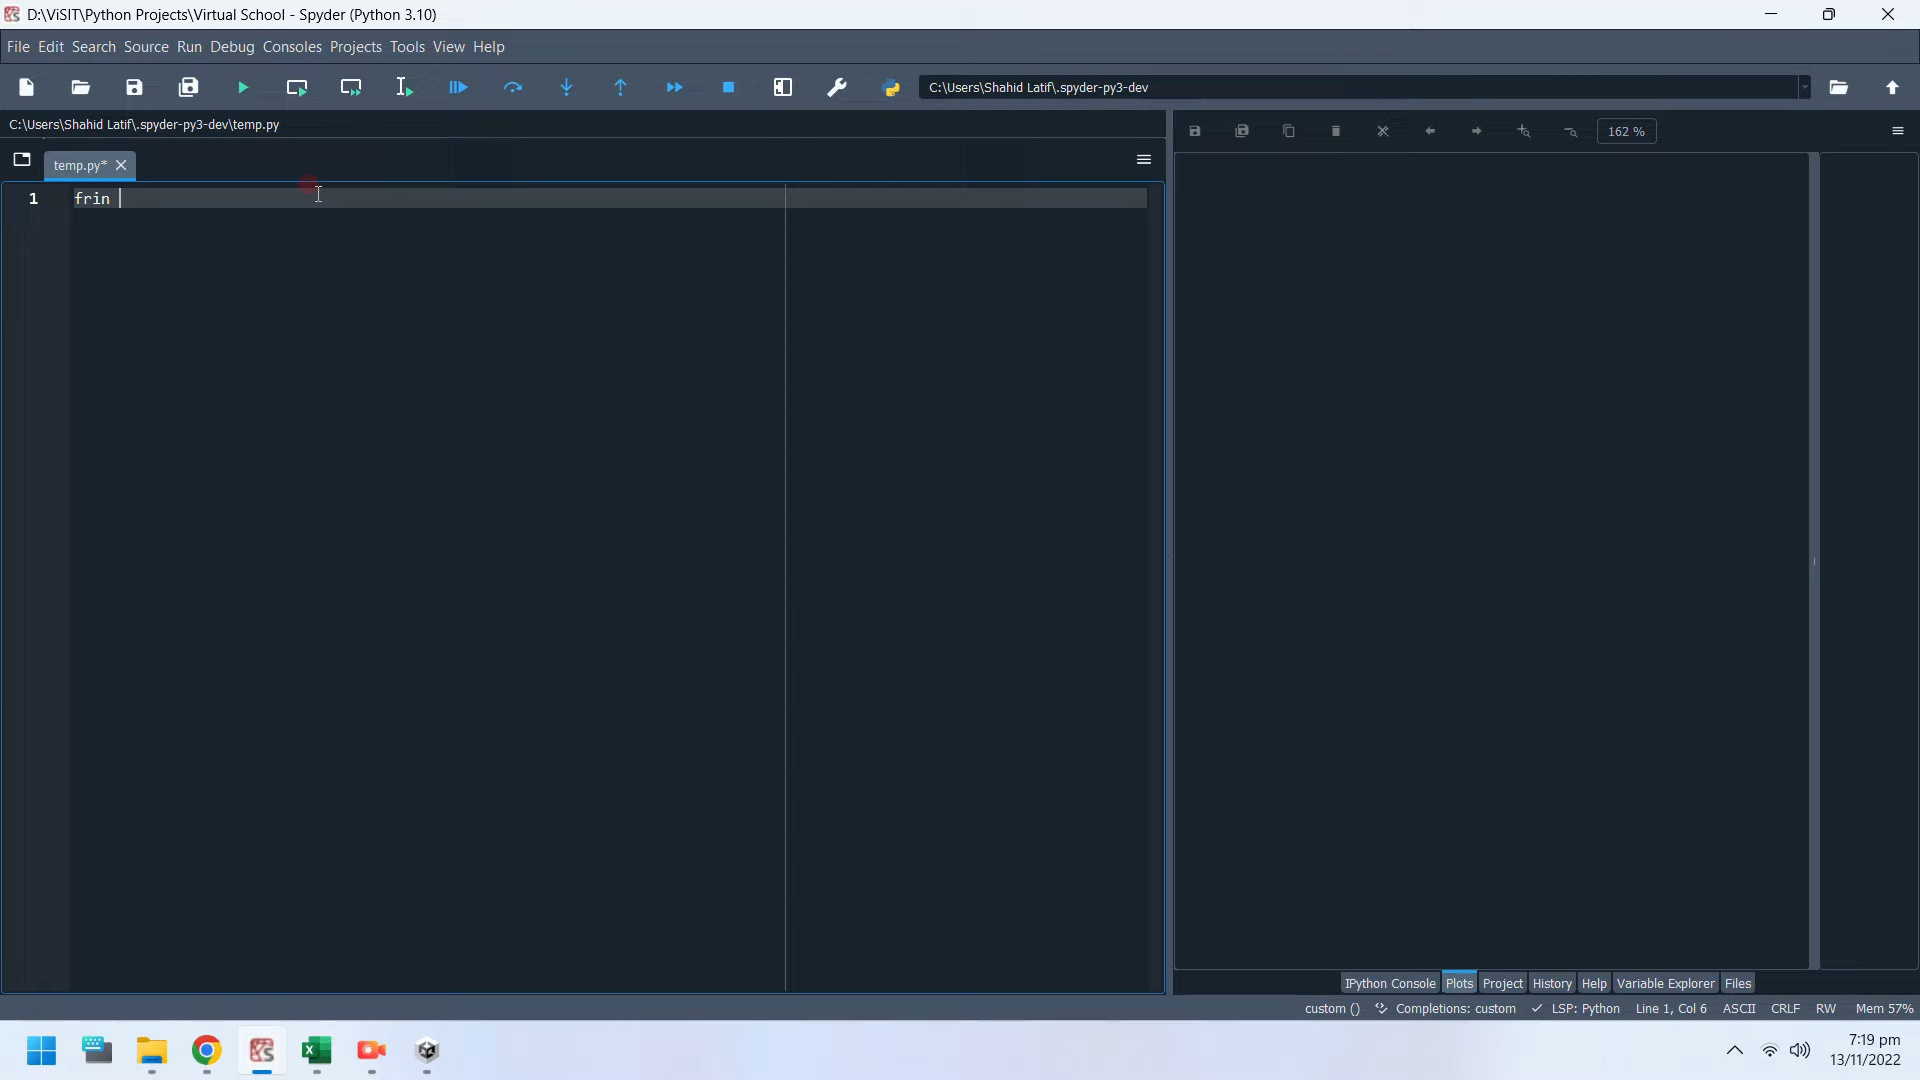 D:\ViSIT\Python Projects\Virtual School - Spyder (Python 3.10)
File Edit Search Source Run Debug Consoles Projects Tools View Help
C:\Users\Shahid Latif\.spyder-py3-dev
C:\Users\Shahid Latif\.spyder-py3-dev\temp.py
162 %
temp.py*
1 frin
IPython Console Plots Project History Help Variable Explorer Files
custom () Completions: custom LSP: Python Line 1, Col 6 ASCII CRLF RW Mem 57%
7:19 pm
13/11/2022